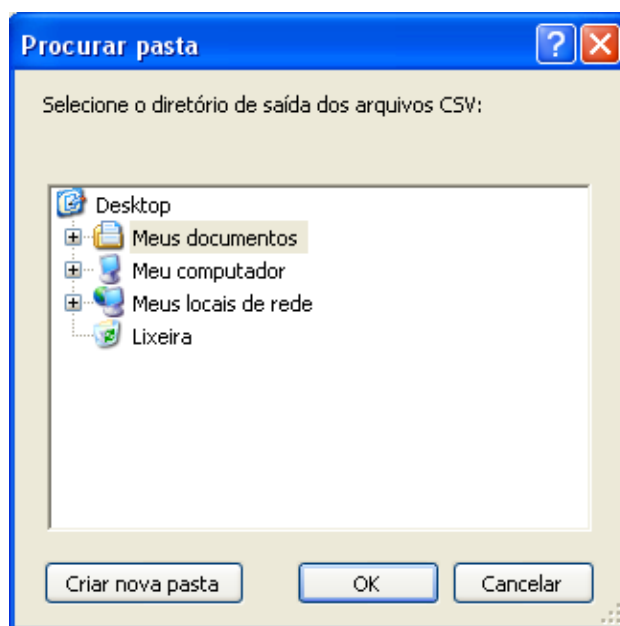 Procurar pasta
Selecione o diretório de saída dos arquivos CSV:
Desktop
Meus documentos
Meu computador
Meus locais de rede
Lixeira
Criar nova pasta OK Cancelar